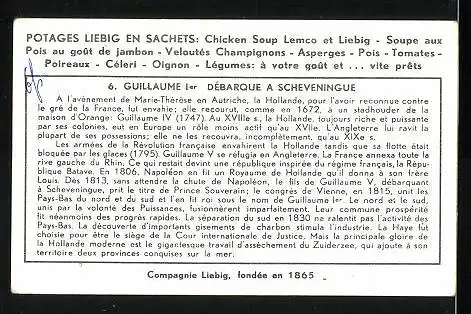 POTAGES LIEBIG EN SACHETS: Chicken Soup Lemco et Liebig - Soupe aux
Pois au goût de jambon - Veloutés Champignons - Asperges - Pois - Tomates -
Poireaux - Céleri - Oignon - Légumes: à votre goût et ... vite prêts
6. GUILLAUME Ier DÉBARQUE A SCHEVENINGUE
A l'avènement de Marie-Thérèse en Autriche, la Hollande, pour l'avoir reconnue contre
le gré de la France, fut envahie; elle recourut, comme en 1672, à un stadhouder de la
maison d'Orange: Guillaume IV (1747). Au XVIIIe s., la Hollande, toujours riche et puissante
par ses colonies, eut en Europe un rôle moins actif qu'au XVIIe. L'Angleterre lui ravit la
plupart de ses possessions; elle ne les recouvra, incomplètement, qu'au XIXe s.
Les armées de la Révolution française envahirent la Hollande tandis que sa flotte était
bloquée par les glaces (1795). Guillaume V se réfugia en Angleterre. La France annexa toute la
rive gauche du Rhin. Ce qui restait devint une république inspirée du régime français, la Répu-
blique Batave. En 1806, Napoléon en fit un Royaume de Hollande qu'il donna à son frère
Louis. Dès 1813, sans attendre la chute de Napoléon, le fils de Guillaume V, débarquant
à Scheveningue, prit le titre de Prince Souverain; le congrès de Vienne, en 1815, unit les
Pays-Bas du nord et du sud et l'en fit roi sous le nom de Guillaume Ier. Le nord et le sud,
unis par la volonté des Puissances, fusionnèrent imparfaitement. Leur commune prospérité
fit néanmoins des progrès rapides. La séparation du sud en 1830 ne ralentit pas l'activité des
Pays-Bas. La découverte d'importants gisements de charbon stimula l'industrie. La Haye fut
choisie pour être le siège de la Cour internationale de Justice. Mais la principale gloire de
la Hollande moderne est le gigantesque travail d'assèchement du Zuiderzee, qui ajoute à son
territoire deux provinces conquises sur la mer.
Compagnie Liebig, fondée en 1865